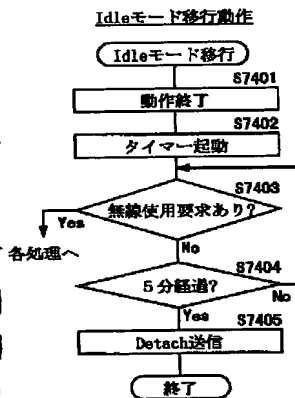 Idleモード移行動作
Idleモード移行
S7401
動作終了
S7402
タイマー起動
S7403
無線使用要求あり?
Yes
各処理へ
No
S7404
5分経過?
No
Yes
S7405
Detach送信
終了